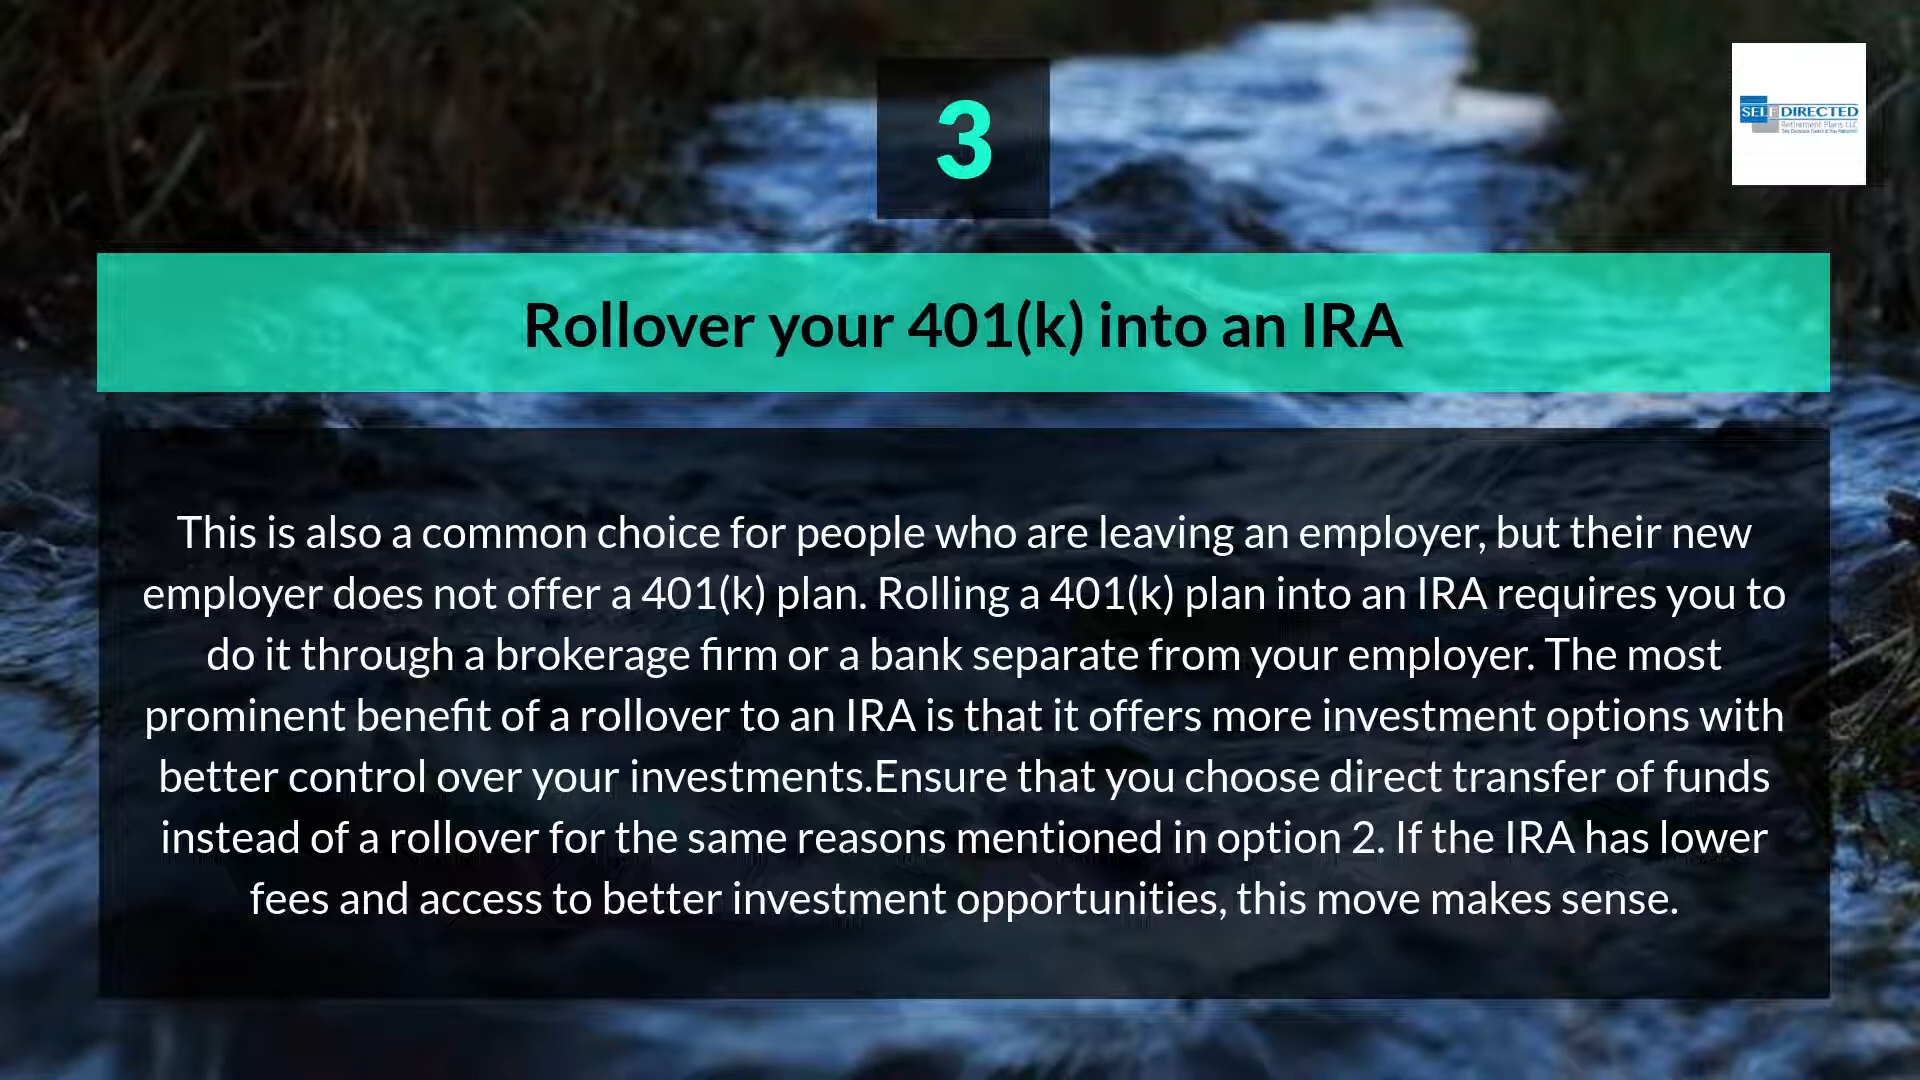 3
SELF DIRECTED
Retirement Plans LLC
Rollover your 401(k) into an IRA
This is also a common choice for people who are leaving an employer, but their new
employer does not offer a 401(k) plan. Rolling a 401(k) plan into an IRA requires you to
do it through a brokerage firm or a bank separate from your employer. The most
prominent benefit of a rollover to an IRA is that it offers more investment options with
better control over your investments.Ensure that you choose direct transfer of funds
instead of a rollover for the same reasons mentioned in option 2. If the IRA has lower
fees and access to better investment opportunities, this move makes sense.